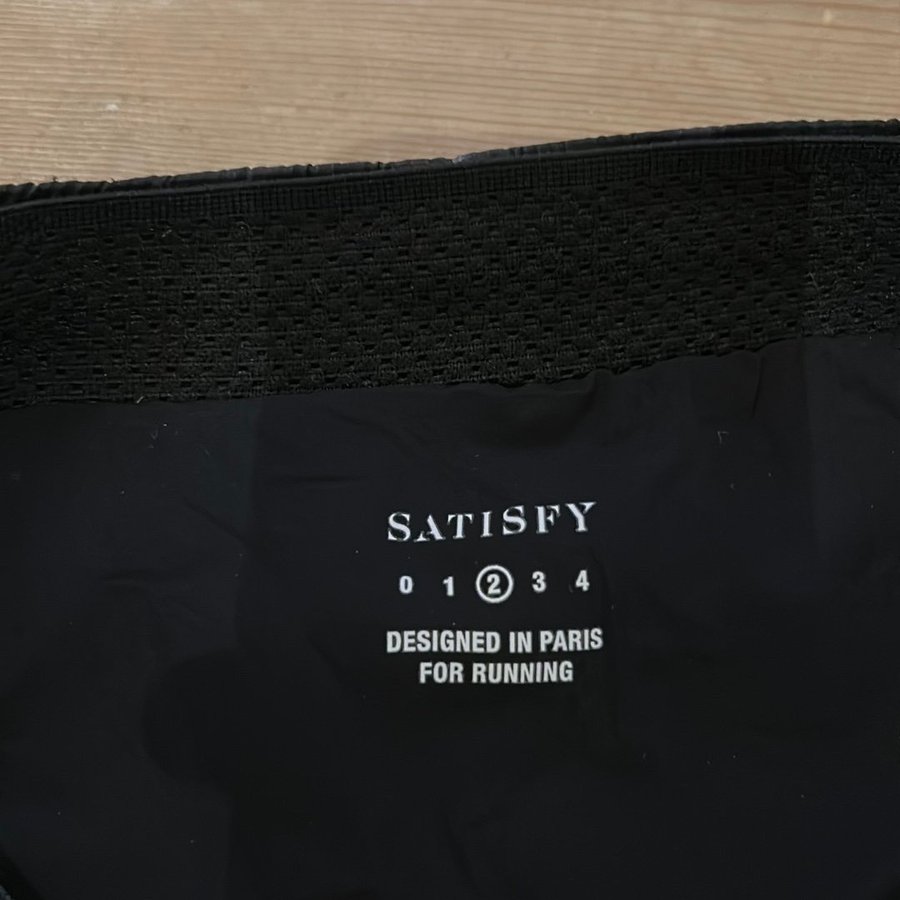 SATISFY
0 1 2 3 4
DESIGNED IN PARIS
FOR RUNNING